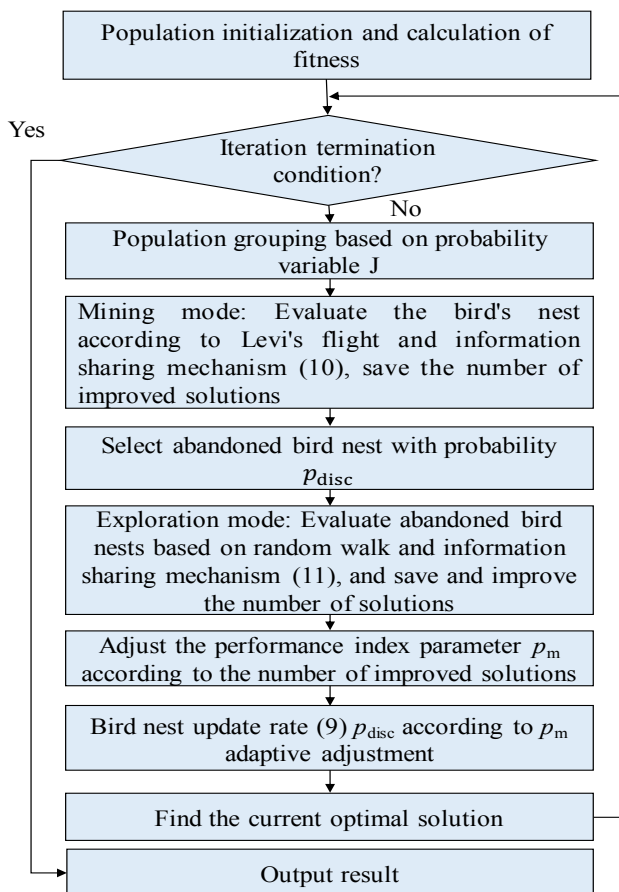 Population initialization and calculation of
fitness
Yes
Iteration termination
condition?
No
Population grouping based on probability
variable J
Mining mode: Evaluate the bird's nest
according to Levi's flight and information
sharing mechanism (10), save the number of
improved solutions
Select abandoned bird nest with probability
p_disc
Exploration mode: Evaluate abandoned bird
nests based on random walk and information
sharing mechanism (11), and save and improve
the number of solutions
Adjust the performance index parameter p_m
according to the number of improved solutions
Bird nest update rate (9) p_disc according to p_m
adaptive adjustment
Find the current optimal solution
Output result